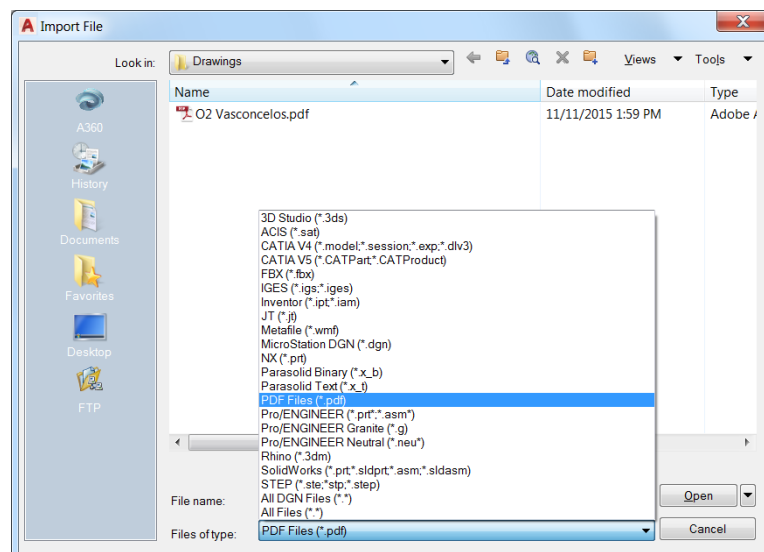 Import File
Look in: Drawings Views Tools
Name Date modified Type
O2 Vasconcelos.pdf 11/11/2015 1:59 PM Adobe
A360
History
Documents
Favorites
Desktop
FTP
3D Studio (*.3ds)
ACIS (*.sat)
CATIA V4 (*.model;*.session;*.exp;*.dlv3)
CATIA V5 (*.CATPart;*.CATProduct)
FBX (*.fbx)
IGES (*.igs;*.iges)
Inventor (*.ipt;*.iam)
JT (*.jt)
Metafile (*.wmf)
MicroStation DGN (*.dgn)
NX (*.prt)
Parasolid Binary (*.x_b)
Parasolid Text (*.x_t)
PDF Files (*.pdf)
Pro/ENGINEER (*.prt*;*.asm*)
Pro/ENGINEER Granite (*.g)
Pro/ENGINEER Neutral (*.neu*)
Rhino (*.3dm)
SolidWorks (*.prt;*.sldprt;*.asm;*.sldasm)
STEP (*.ste;*stp;*.step)
All DGN Files (*.*)
All Files (*.*)
File name: Open
Files of type: PDF Files (*.pdf) Cancel